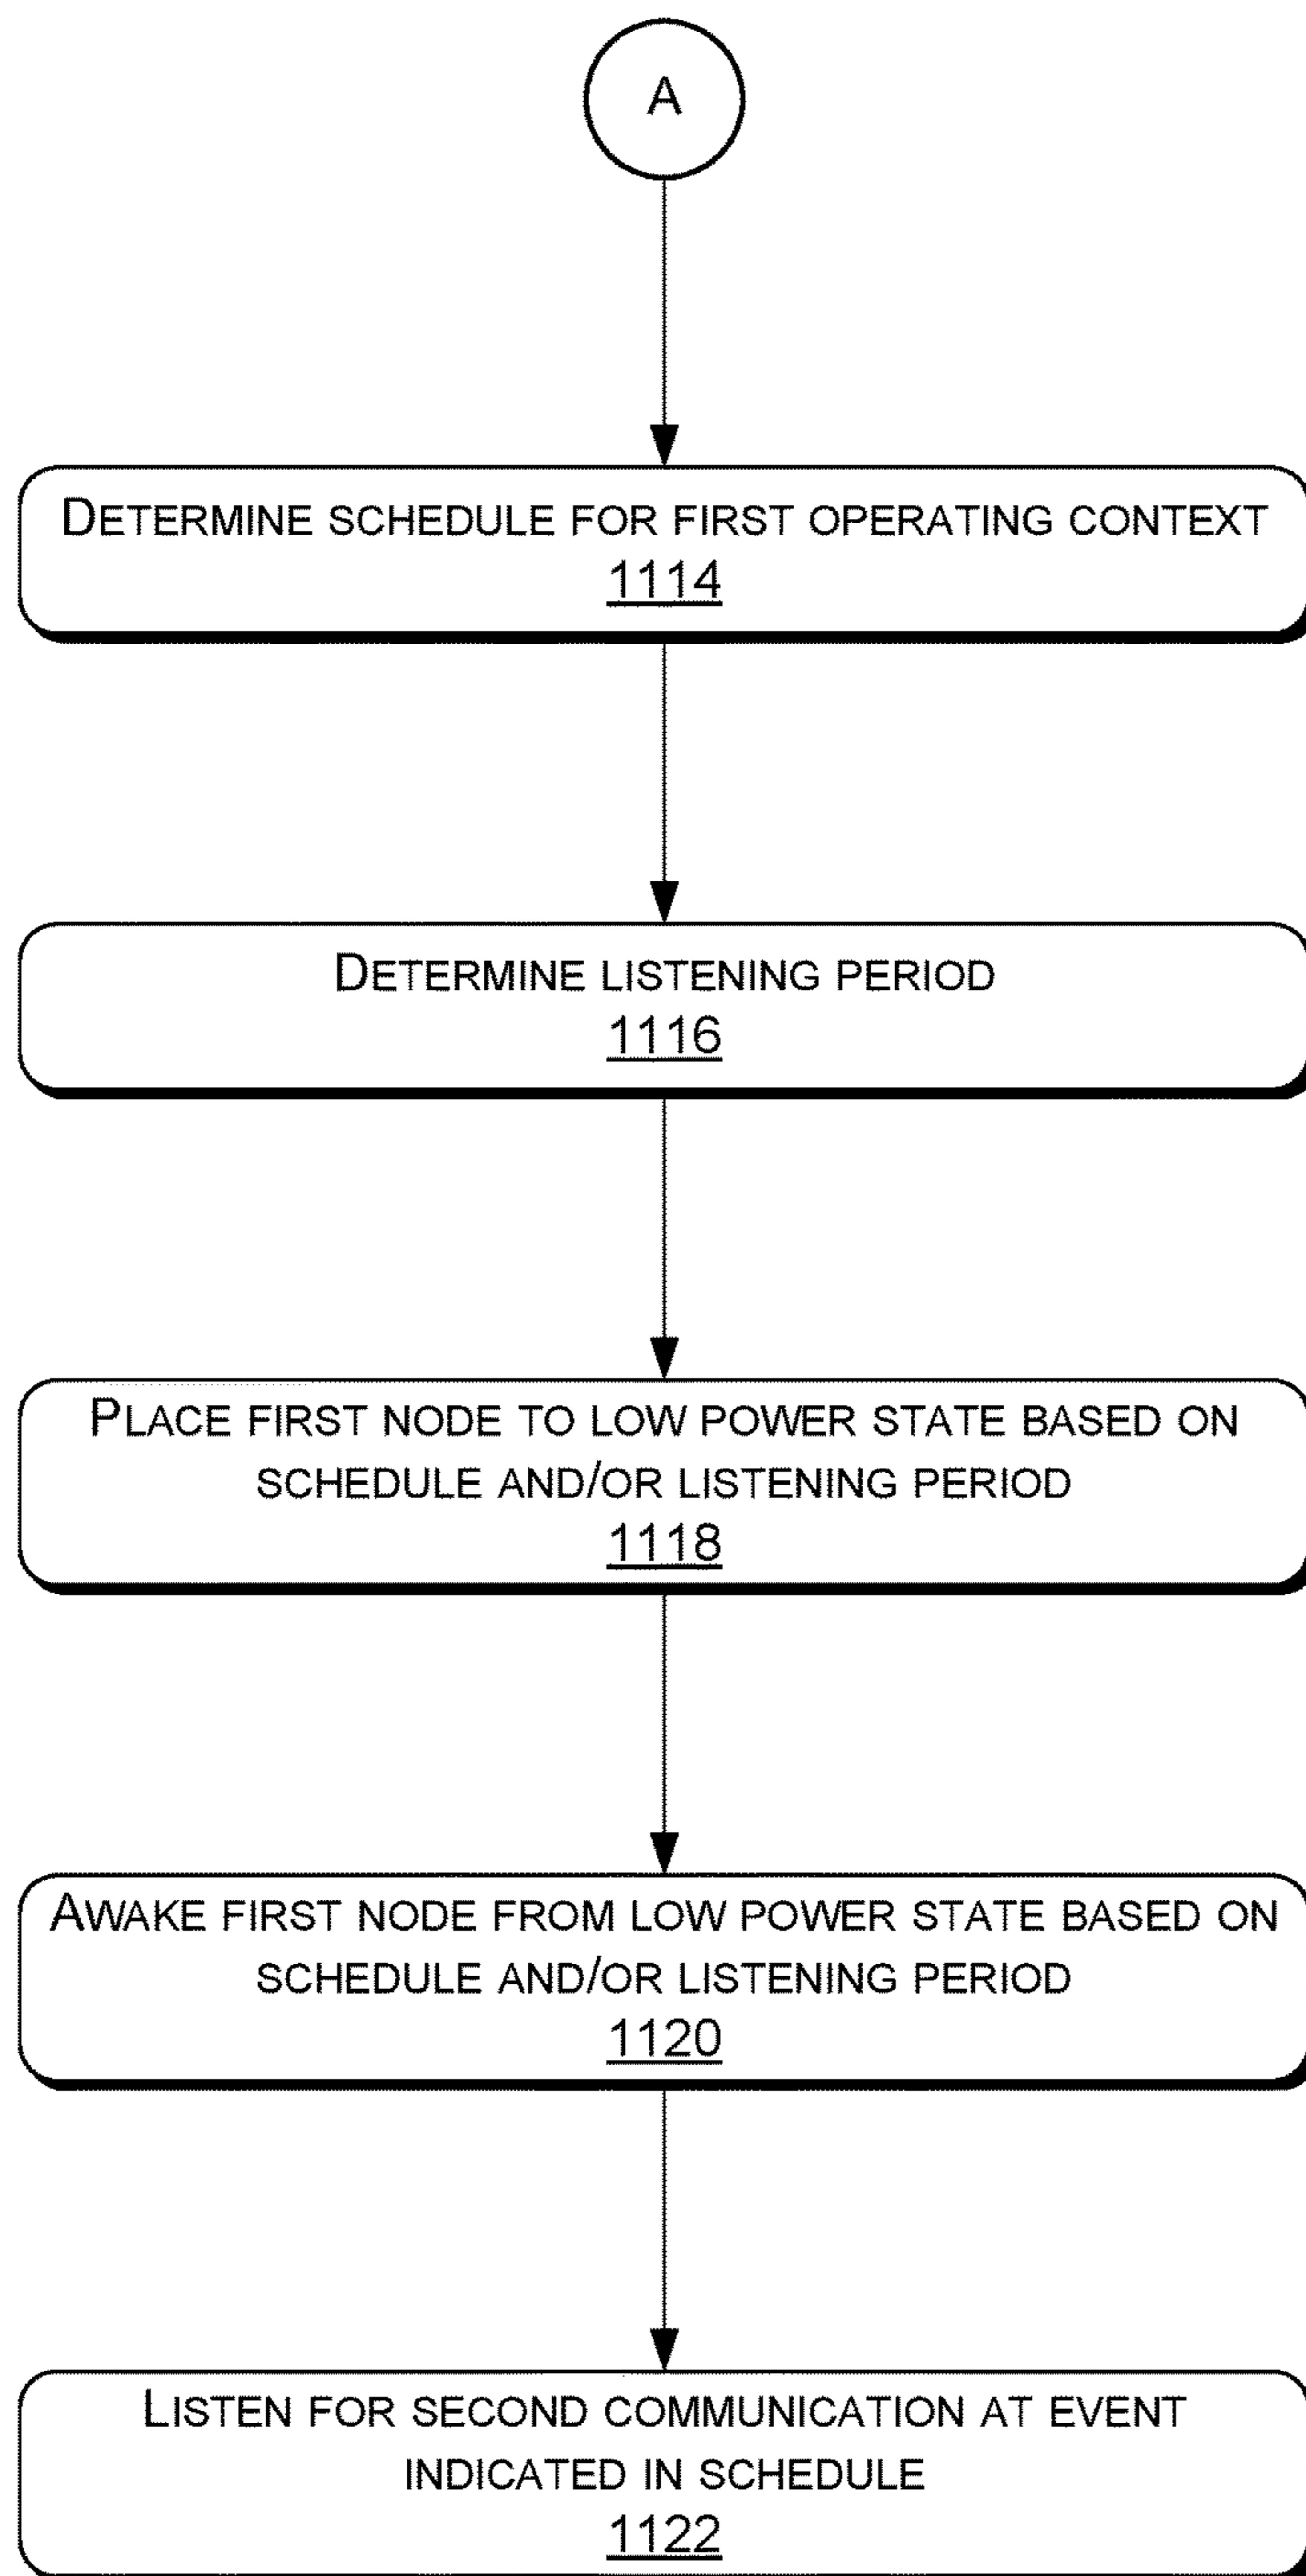 A
DETERMINE SCHEDULE FOR FIRST OPERATING CONTEXT
1114
DETERMINE LISTENING PERIOD
1116
PLACE FIRST NODE TO LOW POWER STATE BASED ON
SCHEDULE AND/OR LISTENING PERIOD
1118
AWAKE FIRST NODE FROM LOW POWER STATE BASED ON
SCHEDULE AND/OR LISTENING PERIOD
1120
LISTEN FOR SECOND COMMUNICATION AT EVENT
INDICATED IN SCHEDULE
1122